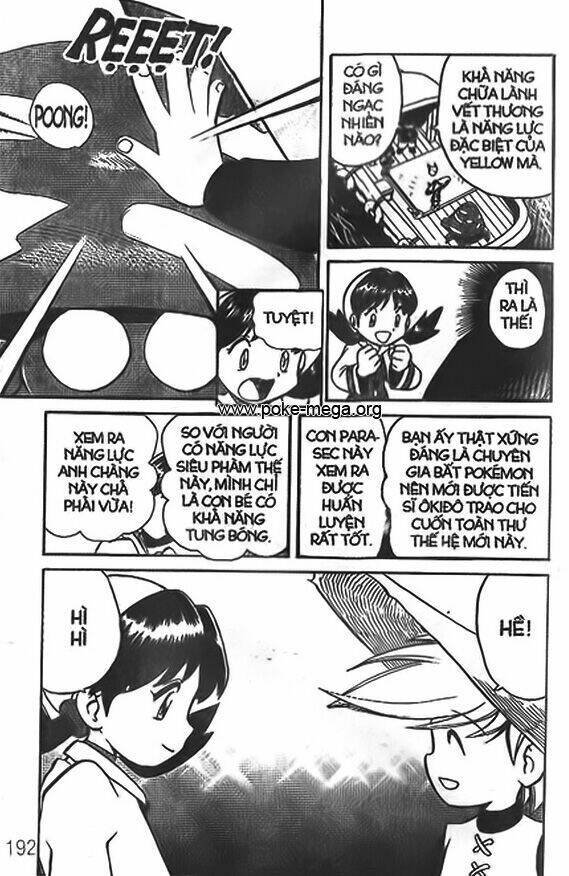 RẸẸẸT!
POONG!
CÓ GÌ
ĐÁNG
NGẠC
NHIÊN
NÀO?
KHẢ NĂNG
CHỮA LÀNH
VẾT THƯƠNG
LÀ NĂNG LỰC
ĐẶC BIỆT CỦA
YELLOW MÀ.
THÌ
RA LÀ
THẾ!
TUYỆT!
www.poke-mega.org
XEM RA
NĂNG LỰC
ANH CHÀNG
NÀY CHẢ
PHẢI VỪA!
SO VỚI NGƯỜI
CÓ NĂNG LỰC
SIÊU PHÀM THẾ
NÀY, MÌNH CHỈ
LÀ CON BÉ CÓ
KHẢ NĂNG
TUNG BÓNG.
CON PARA-
SEC NÀY
XEM RA
ĐƯỢC
HUẤN
LUYỆN
RẤT TỐT.
BẠN ẤY THẬT XỨNG
ĐÁNG LÀ CHUYÊN
GIA BẮT POKÉMON
NÊN MỚI ĐƯỢC TIẾN
SĨ ÔKIĐÔ TRAO CHO
CUỐN TOÀN THƯ
THẾ HỆ MỚI NÀY.
HÌ
HÌ
HỀ!
192